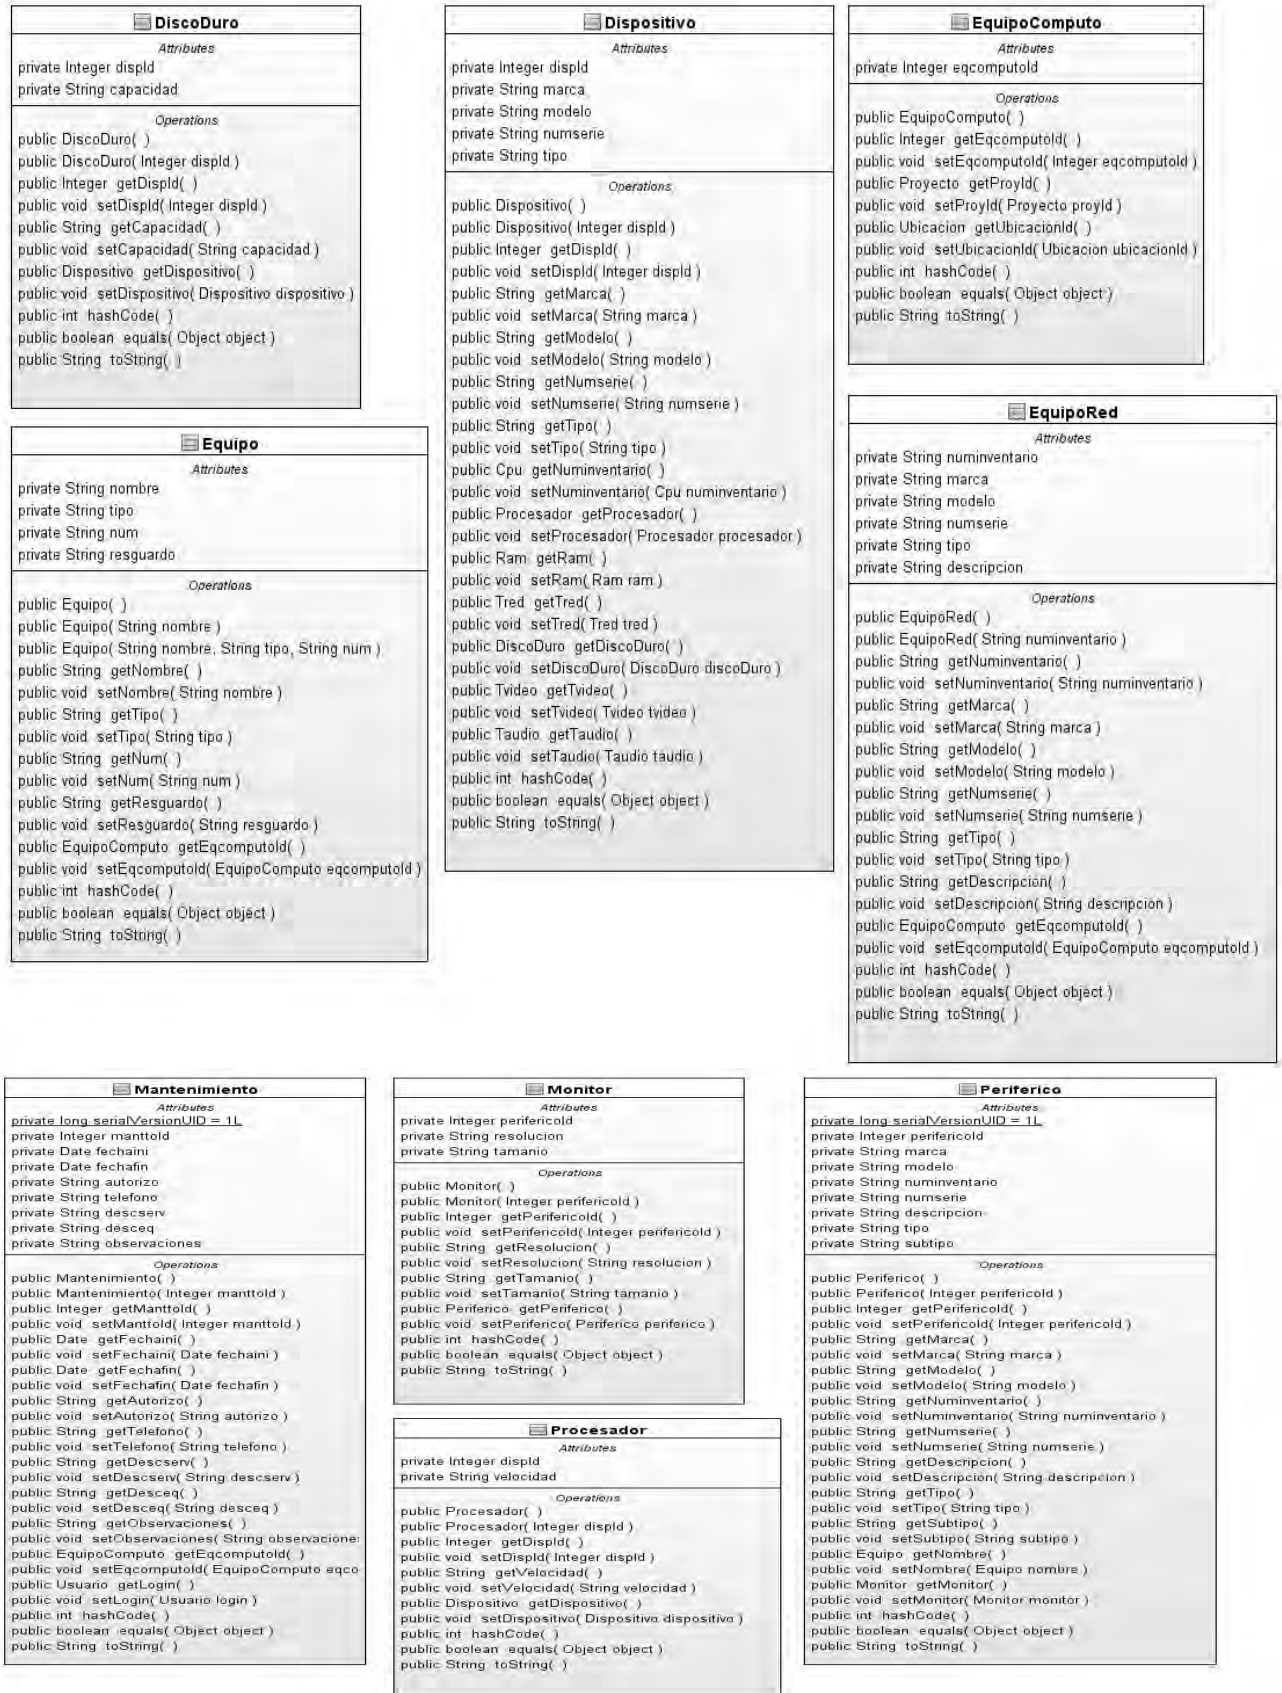 DiscoDuro
Attributes
private Integer dispId
private String capacidad
Operations
public DiscoDuro( )
public DiscoDuro( Integer dispId )
public Integer getDispId( )
public void setDispId( Integer dispId )
public String getCapacidad( )
public void setCapacidad( String capacidad )
public Dispositivo getDispositivo( )
public void setDispositivo( Dispositivo dispositivo )
public int hashCode( )
public boolean equals( Object object )
public String toString( )
Dispositivo
Attributes
private Integer dispId
private String marca
private String modelo
private String numserie
private String tipo
Operations
public Dispositivo( )
public Dispositivo( Integer dispId )
public Integer getDispId( )
public void setDispId( Integer dispId )
public String getMarca( )
public void setMarca( String marca )
public String getModelo( )
public void setModelo( String modelo )
public String getNumserie( )
public void setNumserie( String numserie )
public String getTipo( )
public void setTipo( String tipo )
public Cpu getNuminventario( )
public void setNuminventario( Cpu numinventario )
public Procesador getProcesador( )
public void setProcesador( Procesador procesador )
public Ram getRam( )
public void setRam( Ram ram )
public Tred getTred( )
public void setTred( Tred tred )
public DiscoDuro getDiscoDuro( )
public void setDiscoDuro( DiscoDuro discoDuro )
public Tvideo getTvideo( )
public void setTvideo( Tvideo tvideo )
public Taudio getTaudio( )
public void setTaudio( Taudio taudio )
public int hashCode( )
public boolean equals( Object object )
public String toString( )
EquipoComputo
Attributes
private Integer eqcomputoId
Operations
public EquipoComputo( )
public Integer getEqcomputoId( )
public void setEqcomputoId( Integer eqcomputoId )
public Proyecto getProyId( )
public void setProyId( Proyecto proyId )
public Ubicacion getUbicacionId( )
public void setUbicacionId( Ubicacion ubicacionId )
public int hashCode( )
public boolean equals( Object object )
public String toString( )
Equipo
Attributes
private String nombre
private String tipo
private String num
private String resguardo
Operations
public Equipo( )
public Equipo( String nombre )
public Equipo( String nombre, String tipo, String num )
public String getNombre( )
public void setNombre( String nombre )
public String getTipo( )
public void setTipo( String tipo )
public String getNum( )
public void setNum( String num )
public String getResguardo( )
public void setResguardo( String resguardo )
public EquipoComputo getEqcomputoId( )
public void setEqcomputoId( EquipoComputo eqcomputoId )
public int hashCode( )
public boolean equals( Object object )
public String toString( )
EquipoRed
Attributes
private String numinventario
private String marca
private String modelo
private String numserie
private String tipo
private String descripcion
Operations
public EquipoRed( )
public EquipoRed( String numinventario )
public String getNuminventario( )
public void setNuminventario( String numinventario )
public String getMarca( )
public void setMarca( String marca )
public String getModelo( )
public void setModelo( String modelo )
public String getNumserie( )
public void setNumserie( String numserie )
public String getTipo( )
public void setTipo( String tipo )
public String getDescripcion( )
public void setDescripcion( String descripcion )
public EquipoComputo getEqcomputoId( )
public void setEqcomputoId( EquipoComputo eqcomputoId )
public int hashCode( )
public boolean equals( Object object )
public String toString( )
Mantenimiento
Attributes
private long serialVersionUID = 1L
private Integer manttoId
private Date fechaini
private Date fechafin
private String autorizo
private String telefono
private String descserv
private String desceq
private String observaciones
Operations
public Mantenimiento( )
public Mantenimiento( Integer manttoId )
public Integer getManttoId( )
public void setManttoId( Integer manttoId )
public Date getFechaini( )
public void setFechaini( Date fechaini )
public Date getFechafin( )
public void setFechafin( Date fechafin )
public String getAutorizo( )
public void setAutorizo( String autorizo )
public String getTelefono( )
public void setTelefono( String telefono )
public String getDescserv( )
public void setDescserv( String descserv )
public String getDesceq( )
public void setDesceq( String desceq )
public String getObservaciones( )
public void setObservaciones( String observacione
public EquipoComputo getEqcomputoId( )
public void setEqcomputoId( EquipoComputo eqco
public Usuario getLogin( )
public void setLogin( Usuario login )
public int hashCode( )
public boolean equals( Object object )
public String toString( )
Monitor
Attributes
private Integer perifericoId
private String resolucion
private String tamanio
Operations
public Monitor( )
public Monitor( Integer perifericoId )
public Integer getPerifericoId( )
public void setPerifericoId( Integer perifericoId )
public String getResolucion( )
public void setResolucion( String resolucion )
public String getTamanio( )
public void setTamanio( String tamanio )
public Periferico getPeriferico( )
public void setPeriferico( Periferico periferico )
public int hashCode( )
public boolean equals( Object object )
public String toString( )
Procesador
Attributes
private Integer dispId
private String velocidad
Operations
public Procesador( )
public Procesador( Integer dispId )
public Integer getDispId( )
public void setDispId( Integer dispId )
public String getVelocidad( )
public void setVelocidad( String velocidad )
public Dispositivo getDispositivo( )
public void setDispositivo( Dispositivo dispositivo )
public int hashCode( )
public boolean equals( Object object )
public String toString( )
Periferico
Attributes
private long serialVersionUID = 1L
private Integer perifericoId
private String marca
private String modelo
private String numinventario
private String numserie
private String descripcion
private String tipo
private String subtipo
Operations
public Periferico( )
public Periferico( Integer perifericoId )
public Integer getPerifericoId( )
public void setPerifericoId( Integer perifericoId )
public String getMarca( )
public void setMarca( String marca )
public String getModelo( )
public void setModelo( String modelo )
public String getNuminventario( )
public void setNuminventario( String numinventario )
public String getNumserie( )
public void setNumserie( String numserie )
public String getDescripcion( )
public void setDescripcion( String descripcion )
public String getTipo( )
public void setTipo( String tipo )
public String getSubtipo( )
public void setSubtipo( String subtipo )
public Equipo getNombre( )
public void setNombre( Equipo nombre )
public Monitor getMonitor( )
public void setMonitor( Monitor monitor )
public int hashCode( )
public boolean equals( Object object )
public String toString( )